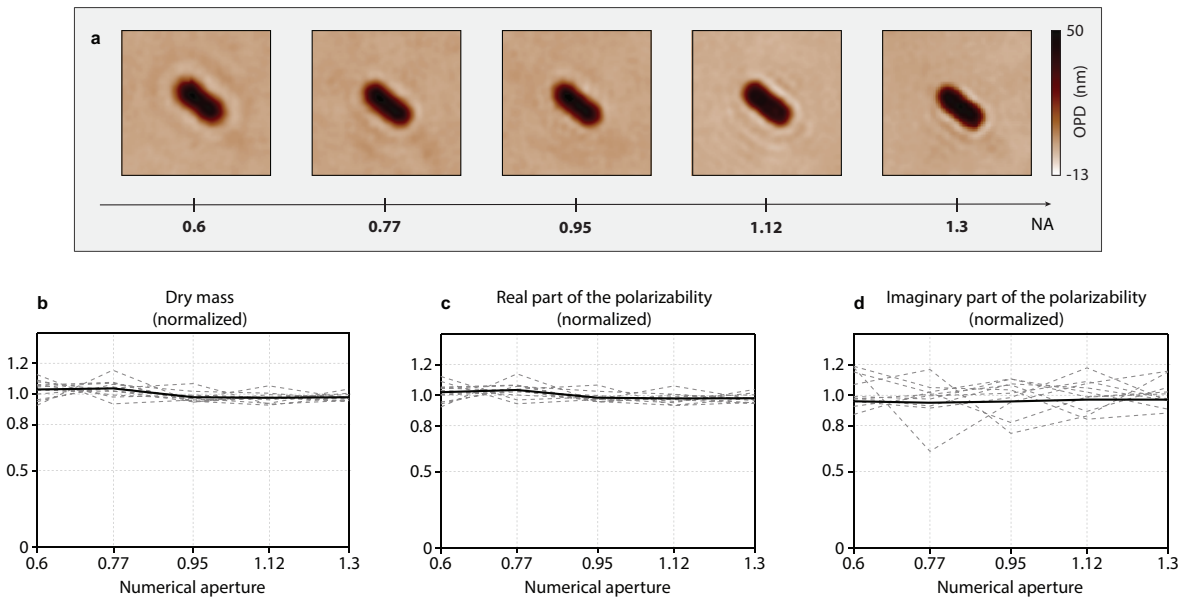 a
50
OPD (nm)
-13
0.6
0.77
0.95
1.12
1.3
NA
b
Dry mass
(normalized)
1.2
1.0
0.8
0.5
0
0.6
0.77
0.95
1.12
1.3
Numerical aperture
c
Real part of the polarizability
(normalized)
1.2
1.0
0.8
0.5
0
0.6
0.77
0.95
1.12
1.3
Numerical aperture
d
Imaginary part of the polarizability
(normalized)
1.2
1.0
0.8
0.5
0
0.6
0.77
0.95
1.12
1.3
Numerical aperture